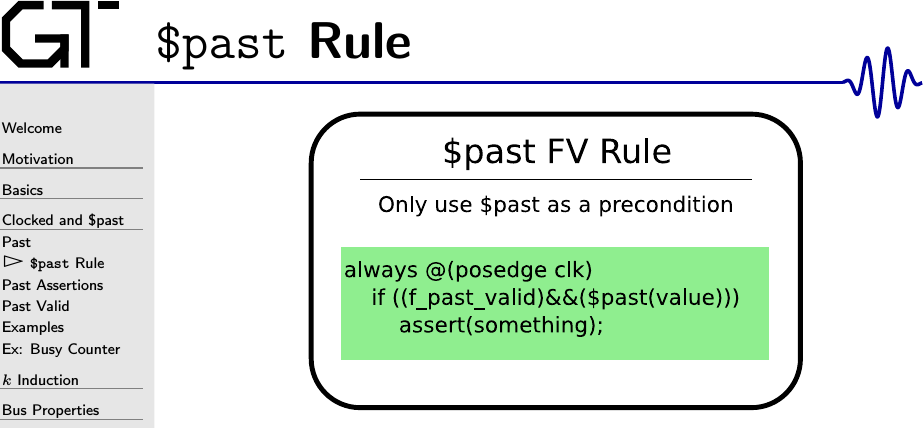 GT
$past Rule
Welcome
Motivation
Basics
Clocked and $past
Past
▷ $past Rule
Past Assertions
Past Valid
Examples
Ex: Busy Counter
k Induction
Bus Properties
$past FV Rule
Only use $past as a precondition
always @(posedge clk)
if ((f_past_valid)&&($past(value)))
assert(something);